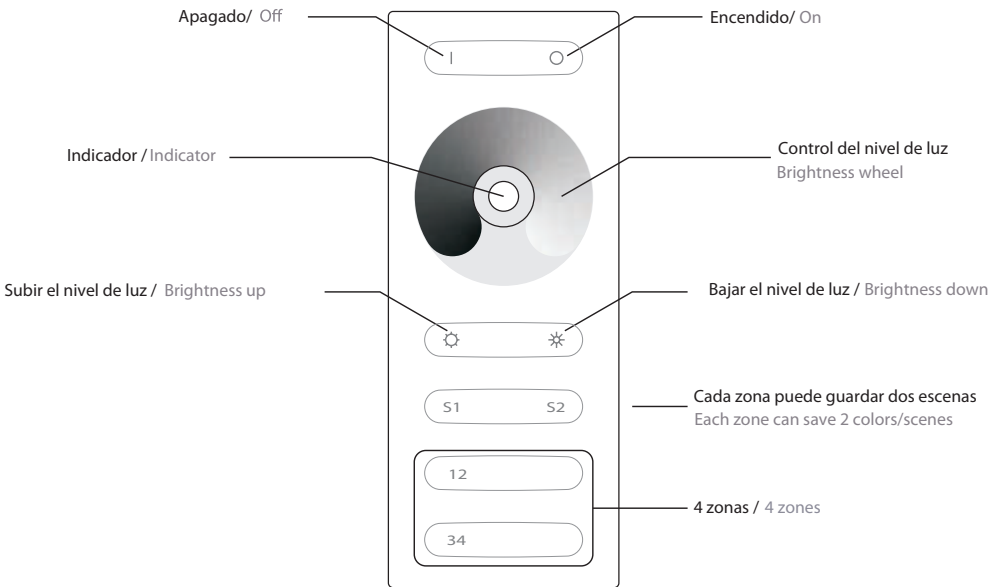 Apagado/ Off
Encendido/ On
I
O
Indicador / Indicator
Control del nivel de luz
Brightness wheel
Subir el nivel de luz / Brightness up
Bajar el nivel de luz / Brightness down
S1 S2
Cada zona puede guardar dos escenas
Each zone can save 2 colors/scenes
12
4 zonas / 4 zones
34